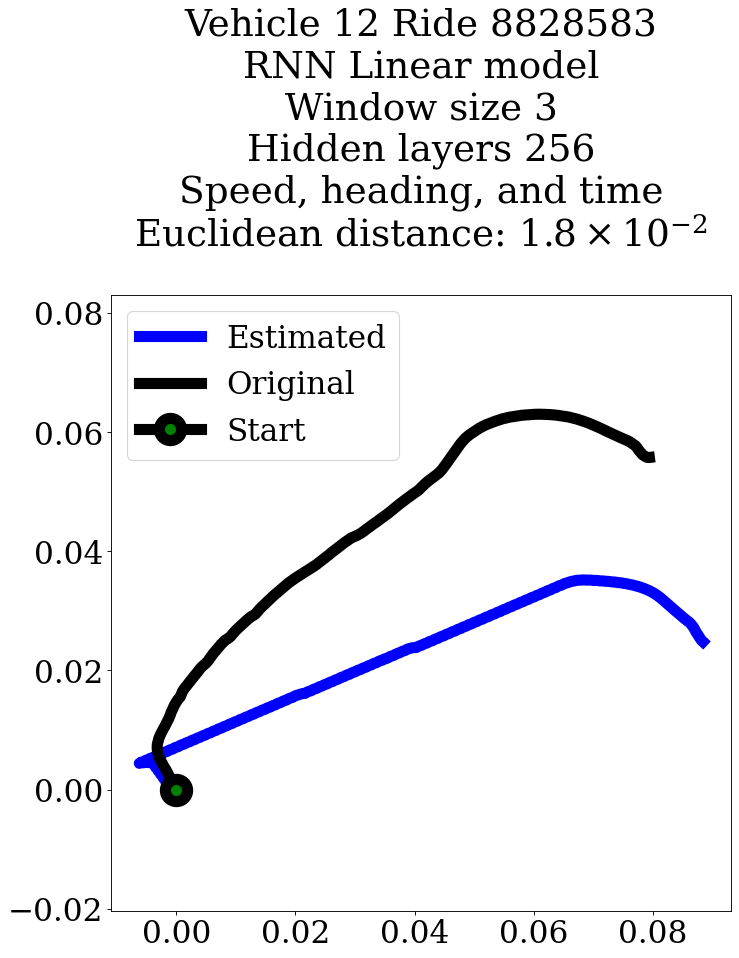 Vehicle 12 Ride 8828583
RNN Linear model
Window size 3
Hidden layers 256
Speed, heading, and time
Euclidean distance: 1.8 × 10⁻²
0.08
Estimated
Original
Start
0.06
0.04
0.02
0.00
−0.02
0.00 0.02 0.04 0.06 0.08